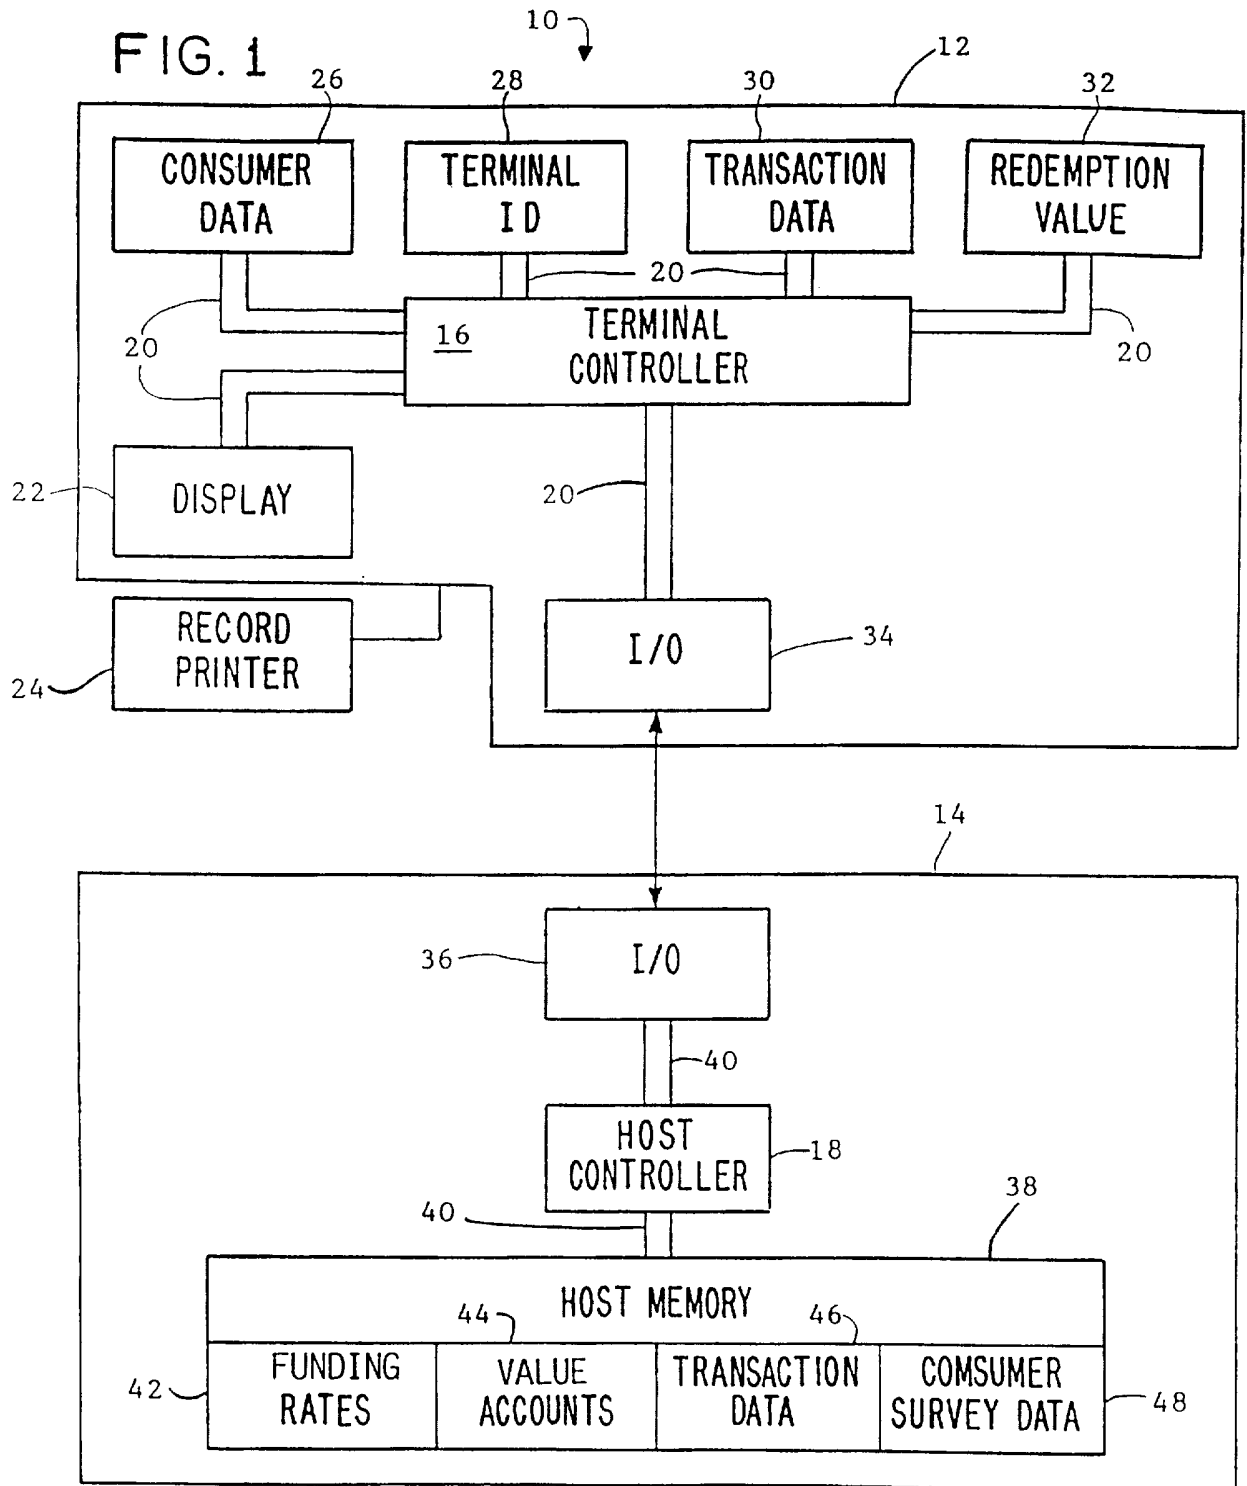 FIG. 1
10
12
26
28
30
32
CONSUMER
DATA
TERMINAL
ID
TRANSACTION
DATA
REDEMPTION
VALUE
20
16
TERMINAL
CONTROLLER
20
20
22
DISPLAY
20
RECORD
PRINTER
24
I/O
34
14
36
I/O
40
HOST
CONTROLLER
18
40
38
HOST MEMORY
44
46
42
FUNDING
RATES
VALUE
ACCOUNTS
TRANSACTION
DATA
COMSUMER
SURVEY DATA
48